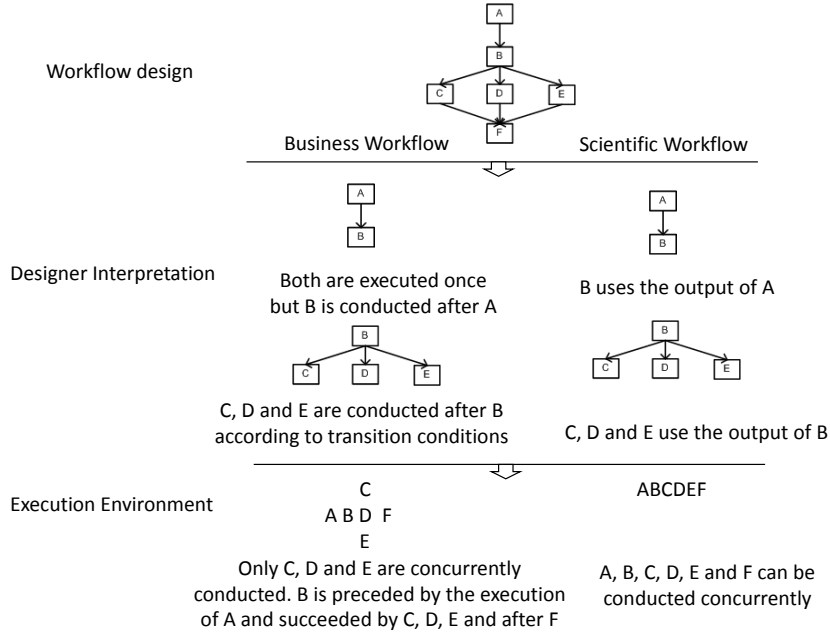 A
B
Workflow design
C D E
F
Business Workflow Scientific Workflow
A A
B B
Designer Interpretation
Both are executed once
but B is conducted after A
B uses the output of A
B B
C D E C D E
C, D and E are conducted after B
according to transition conditions
C, D and E use the output of B
Execution Environment
C
A B D F
E
ABCDEF
Only C, D and E are concurrently
conducted. B is preceded by the execution
of A and succeeded by C, D, E and after F
A, B, C, D, E and F can be
conducted concurrently